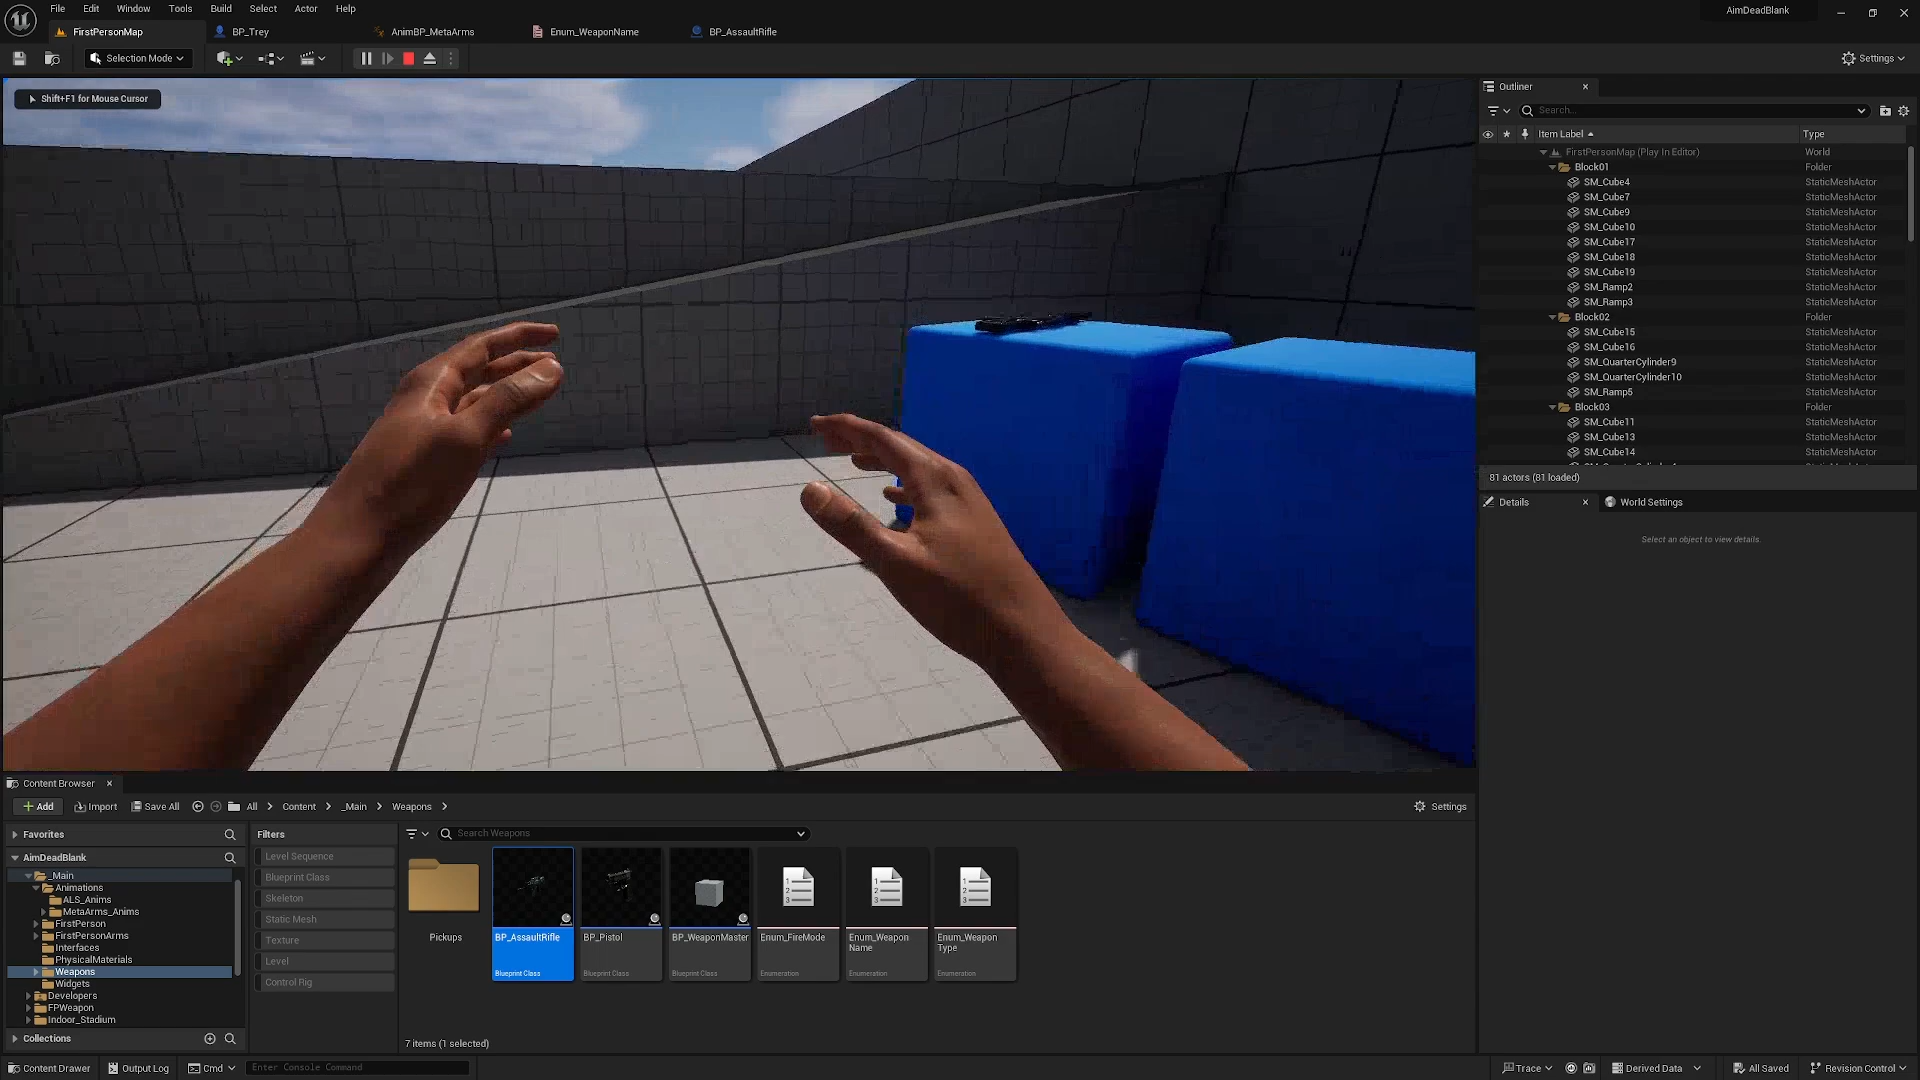 File Edit Window Tools Build Select Actor Help
AimDeadBlank
FirstPersonMap
BP_Trey
AnimBP_MetaArms
Enum_WeaponName
BP_AssaultRifle
Selection Mode
Settings
Shift+F1 for Mouse Cursor
Outliner
Search...
Item Label Type
FirstPersonMap (Play In Editor) World
Block01 Folder
SM_Cube4 StaticMeshActor
SM_Cube7 StaticMeshActor
SM_Cube9 StaticMeshActor
SM_Cube10 StaticMeshActor
SM_Cube17 StaticMeshActor
SM_Cube18 StaticMeshActor
SM_Cube19 StaticMeshActor
SM_Ramp2 StaticMeshActor
SM_Ramp3 StaticMeshActor
Block02 Folder
SM_Cube15 StaticMeshActor
SM_Cube16 StaticMeshActor
SM_QuarterCylinder9 StaticMeshActor
SM_QuarterCylinder10 StaticMeshActor
SM_Ramp5 StaticMeshActor
Block03 Folder
SM_Cube11 StaticMeshActor
SM_Cube13 StaticMeshActor
SM_Cube14 StaticMeshActor
81 actors (81 loaded)
Details
World Settings
Select an object to view details.
Content Browser
Add Import Save All All Content _Main Weapons Settings
Favorites
AimDeadBlank
_Main
Animations
ALS_Anims
MetaArms_Anims
FirstPerson
FirstPersonArms
Interfaces
PhysicalMaterials
Weapons
Widgets
Developers
FPWeapon
Indoor_Stadium
Collections
Filters
Level Sequence
Blueprint Class
Skeleton
Static Mesh
Texture
Level
Control Rig
Search Weapons
Pickups
BP_AssaultRifle
Blueprint Class
BP_Pistol
Blueprint Class
BP_WeaponMaster
Blueprint Class
Enum_FireMode
Enumeration
Enum_Weapon
Name
Enumeration
Enum_Weapon
Type
Enumeration
7 items (1 selected)
Content Drawer Output Log Cmd Enter Console Command Trace Derived Data All Saved Revision Control